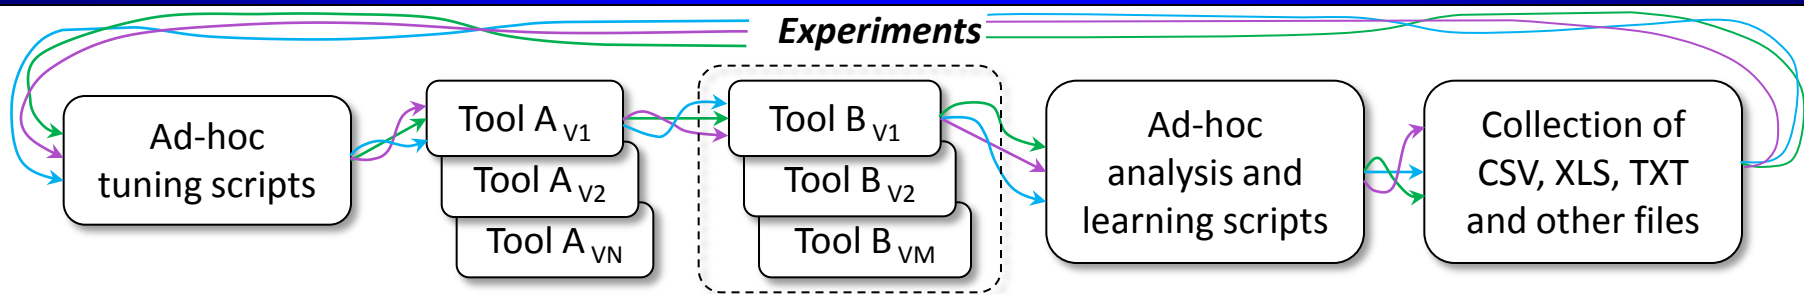 Experiments
Ad-hoc
tuning scripts
Tool A V1
Tool A V2
Tool A VN
Tool B V1
Tool B V2
Tool B VM
Ad-hoc
analysis and
learning scripts
Collection of
CSV, XLS, TXT
and other files